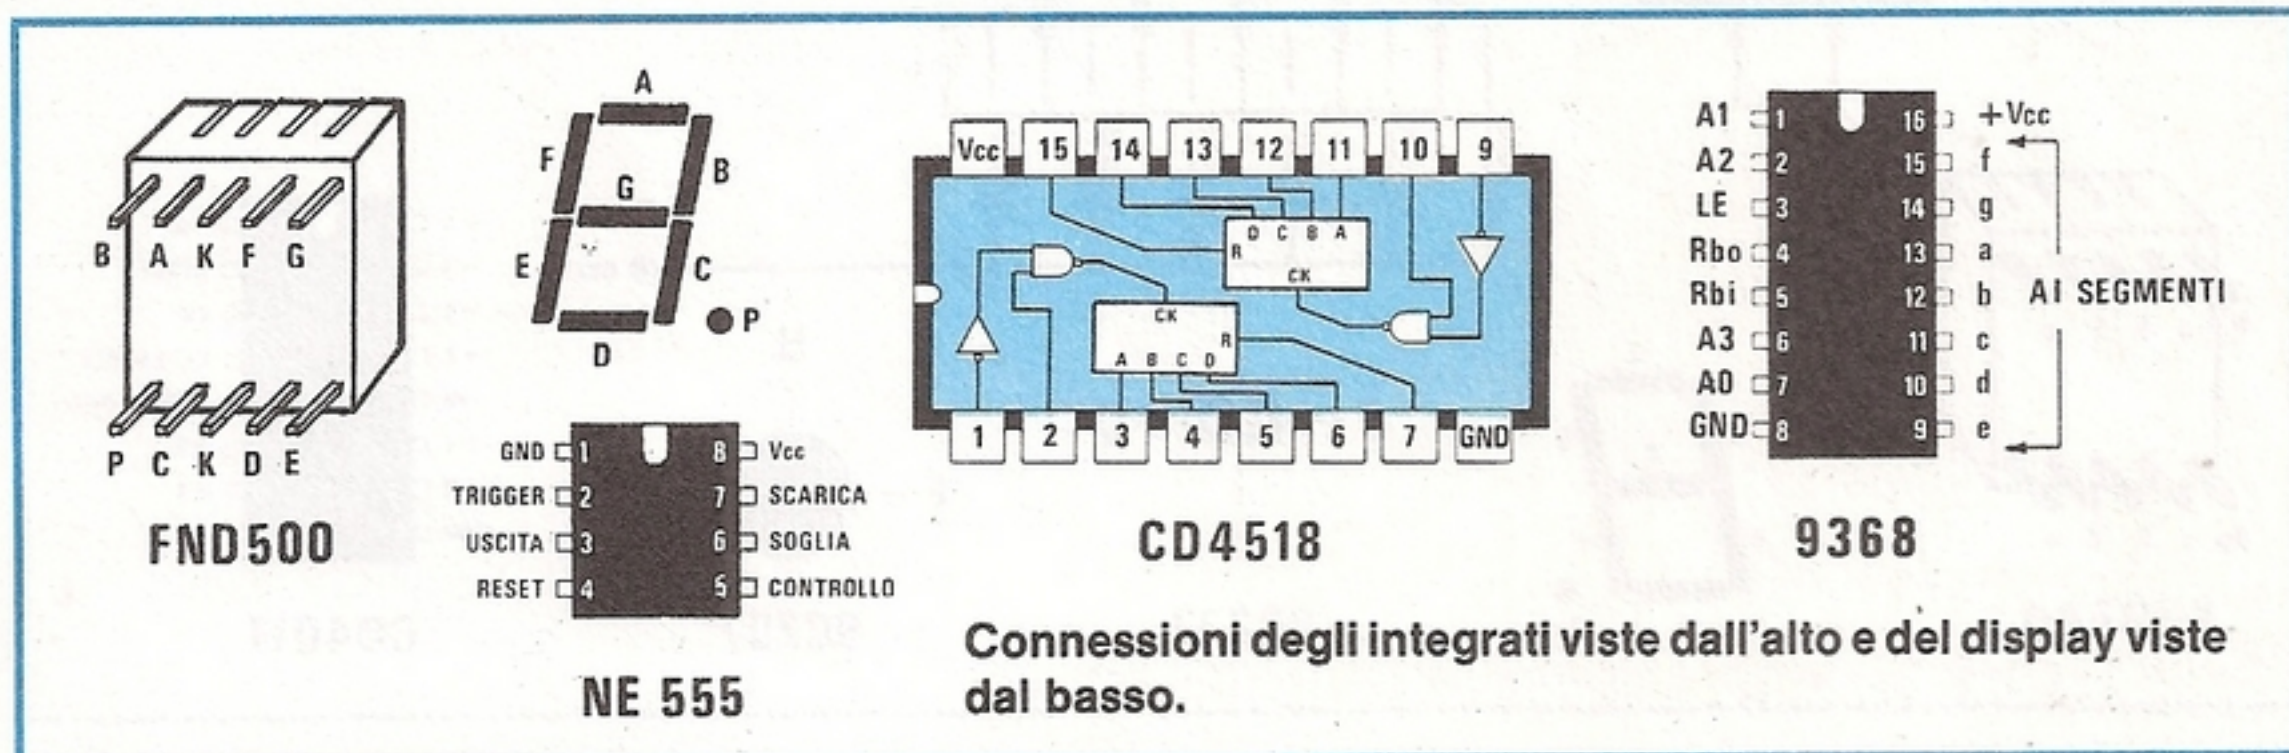 B A K F G
P C K D E
FND500
A
F
B
G
E
C
D
P
GND 1 8 Vcc
TRIGGER 2 7 SCARICA
USCITA 3 6 SOGLIA
RESET 4 5 CONTROLLO
NE 555
Vcc 15 14 13 12 11 10 9
D C B A
R
CK
CK
R
A B C D
1 2 3 4 5 6 7 GND
CD4518
A1 1 16 +Vcc
A2 2 15 f
LE 3 14 g
Rbo 4 13 a
Rbi 5 12 b
A3 6 11 c
A0 7 10 d
GND 8 9 e
AI SEGMENTI
9368
Connessioni degli integrati viste dall'alto e del display viste
dal basso.